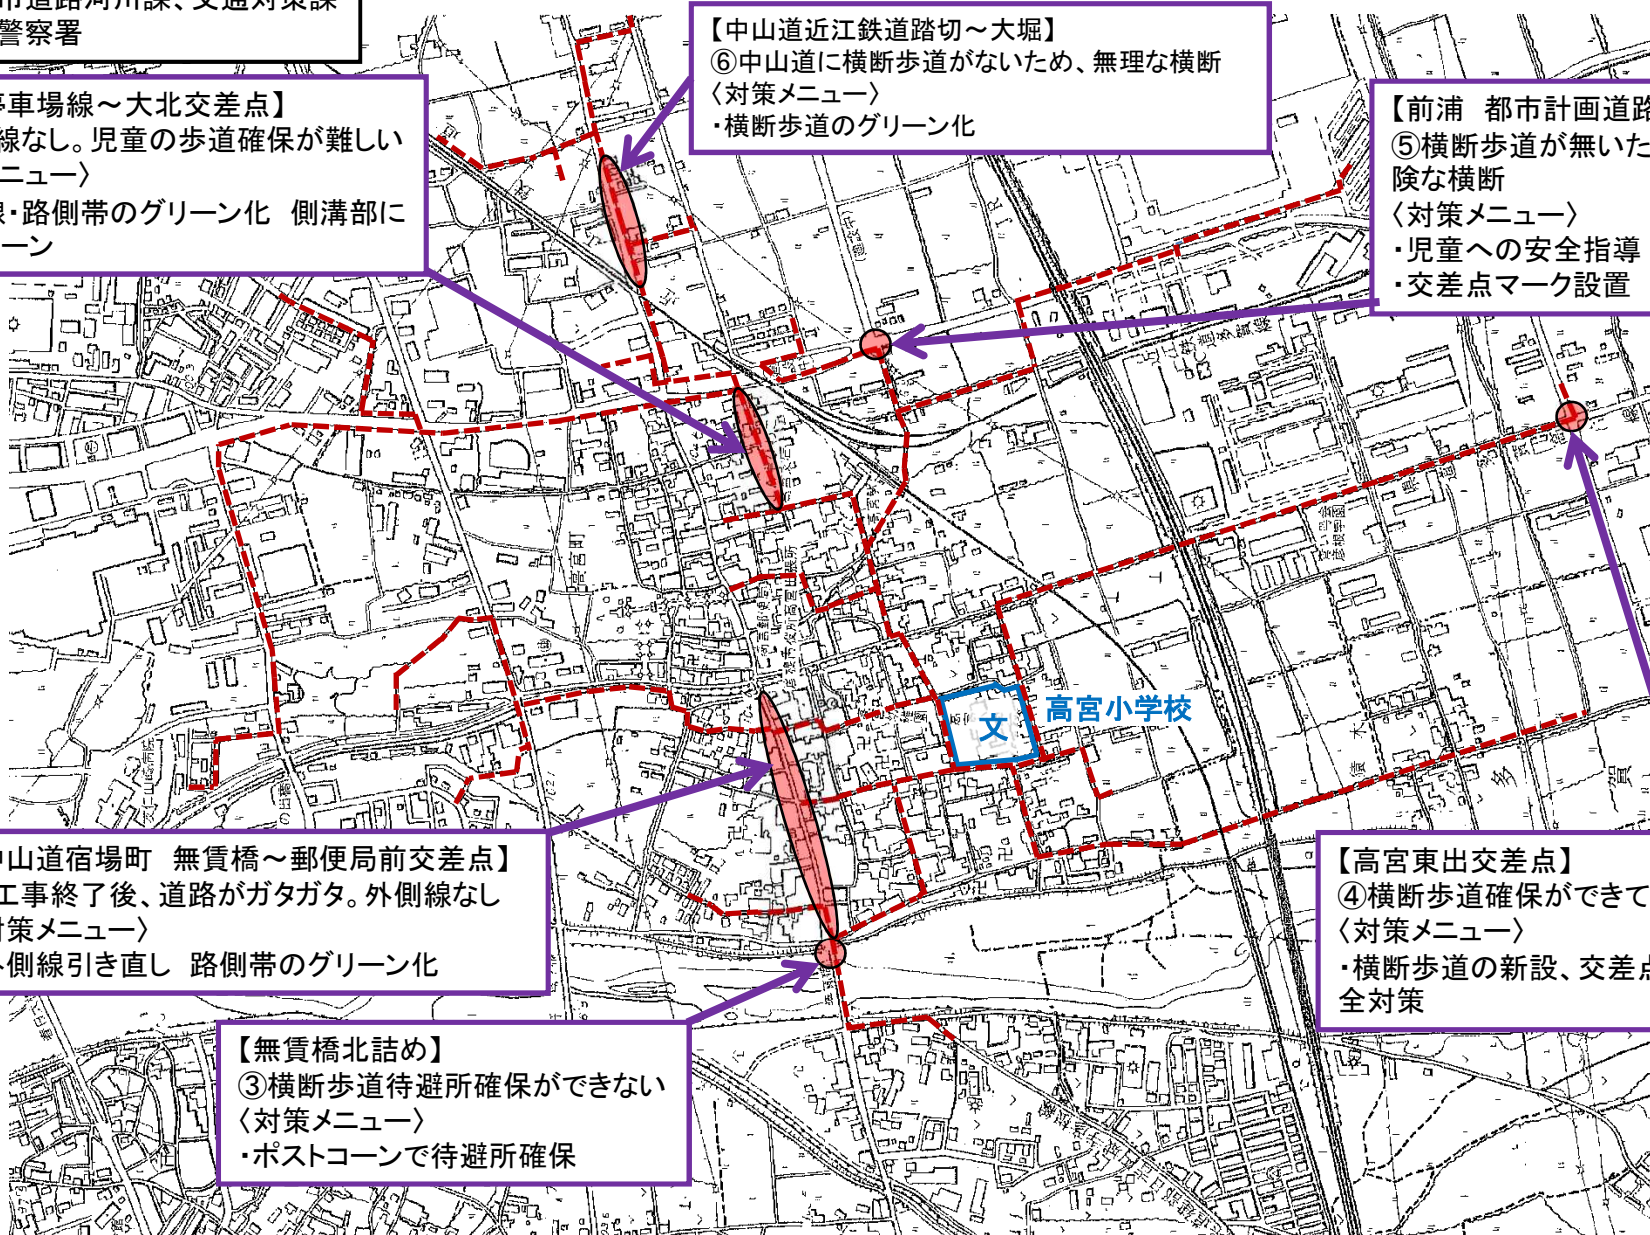 市道路河川課、交通対策課
警察署
【中山道近江鉄道踏切～大堀】
⑥中山道に横断歩道がないため、無理な横断
〈対策メニュー〉
・横断歩道のグリーン化
停車場線～大北交差点】
線なし。児童の歩道確保が難しい
ニュー〉
線・路側帯のグリーン化　側溝部に
ーン
【前浦　都市計画道路
⑤横断歩道が無いた
険な横断
〈対策メニュー〉
・児童への安全指導
・交差点マーク設置
高宮町
文
高宮小学校
多
賀
中山道宿場町　無賃橋～郵便局前交差点】
工事終了後、道路がガタガタ。外側線なし
対策メニュー〉
外側線引き直し　路側帯のグリーン化
【高宮東出交差点】
④横断歩道確保ができて
〈対策メニュー〉
・横断歩道の新設、交差点
全対策
【無賃橋北詰め】
③横断歩道待避所確保ができない
〈対策メニュー〉
・ポストコーンで待避所確保